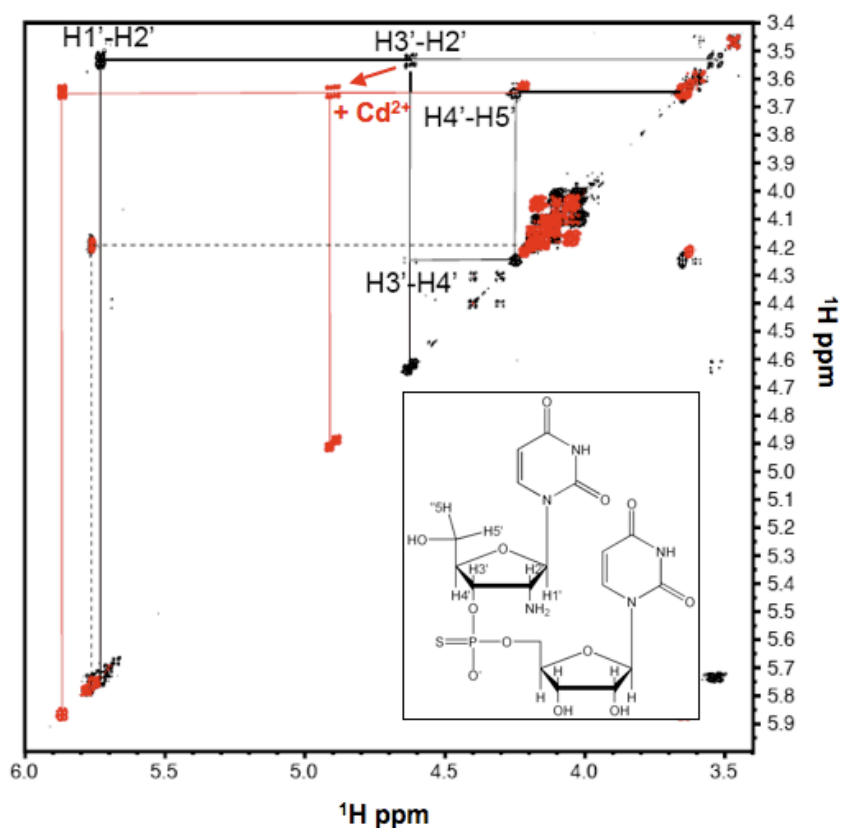 H1'-H2'
H3'-H2'
+ Cd²⁺
H4'-H5'
H3'-H4'
3.4
3.5
3.6
3.7
3.8
3.9
4.0
4.1
4.2
4.3
4.4
4.5
4.6
4.7
4.8
4.9
5.0
5.1
5.2
5.3
5.4
5.5
5.6
5.7
5.8
5.9
¹H ppm
O
NH
N
O
"5H
H5'
HO
O
H3'
H2'
H4'
H1'
O
NH₂
O
NH
N
O
S
P
O
O⁻
O
H
H
H
H
OH
OH
6.0
5.5
5.0
4.5
4.0
3.5
¹H ppm